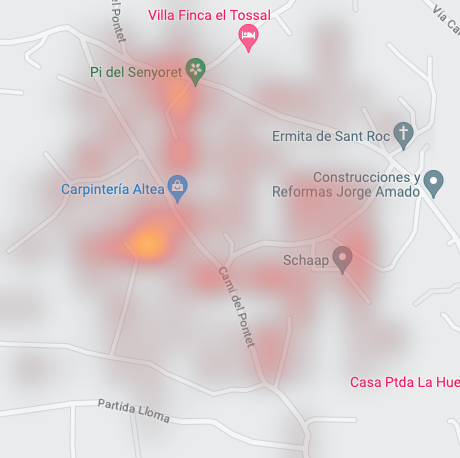 el Pontet
Villa Finca el Tossal
Via Ca
Pi del Senyoret
Ermita de Sant Roc
Carpintería Altea
Construcciones y
Reformas Jorge Amado
Schaap
Camí del Pontet
Casa Ptda La Hue
Partida Lloma